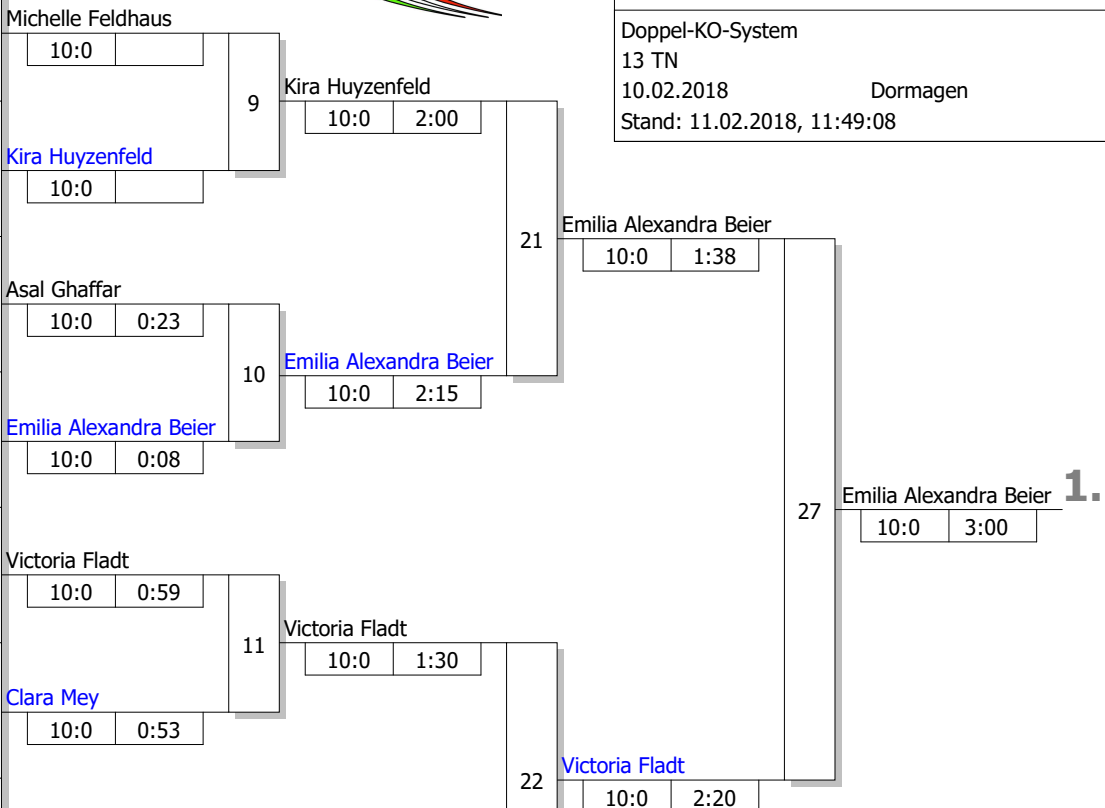 Michelle Feldhaus
10:0
Doppel-KO-System
13 TN
10.02.2018 Dormagen
Stand: 11.02.2018, 11:49:08
9
Kira Huyzenfeld
10:0 2:00
Kira Huyzenfeld
10:0
21
Emilia Alexandra Beier
10:0 1:38
Asal Ghaffar
10:0 0:23
10
Emilia Alexandra Beier
10:0 2:15
Emilia Alexandra Beier
10:0 0:08
27
Emilia Alexandra Beier 1.
10:0 3:00
Victoria Fladt
10:0 0:59
11
Victoria Fladt
10:0 1:30
Clara Mey
10:0 0:53
22
Victoria Fladt
10:0 2:20